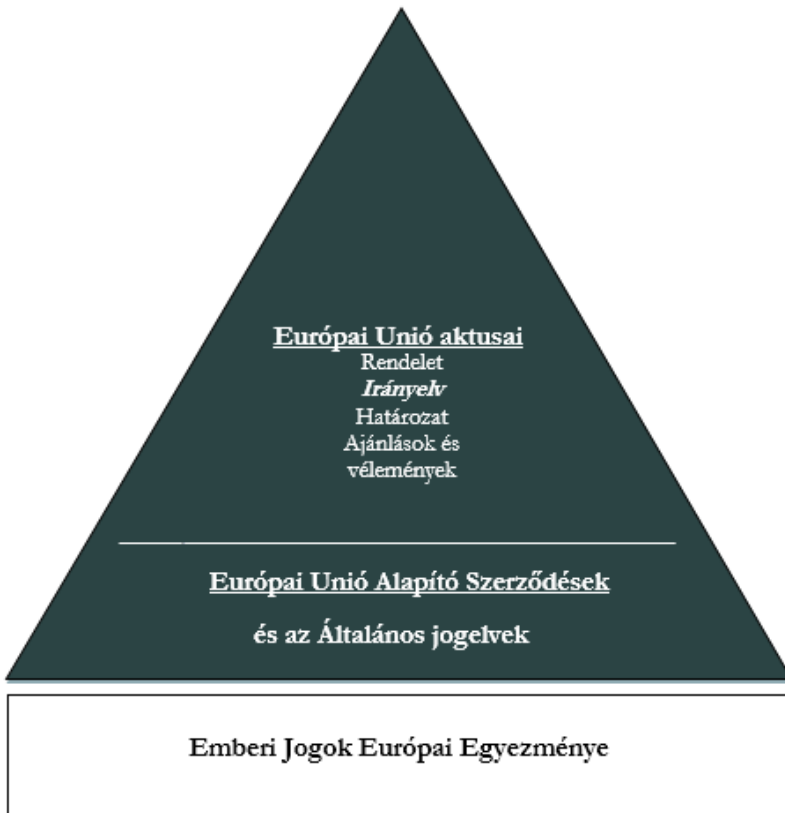 Európai Unió aktusai
Rendelet
Irányelv
Határozat
Ajánlások és
vélemények
Európai Unió Alapító Szerződések
és az Általános jogelvek
Emberi Jogok Európai Egyezménye